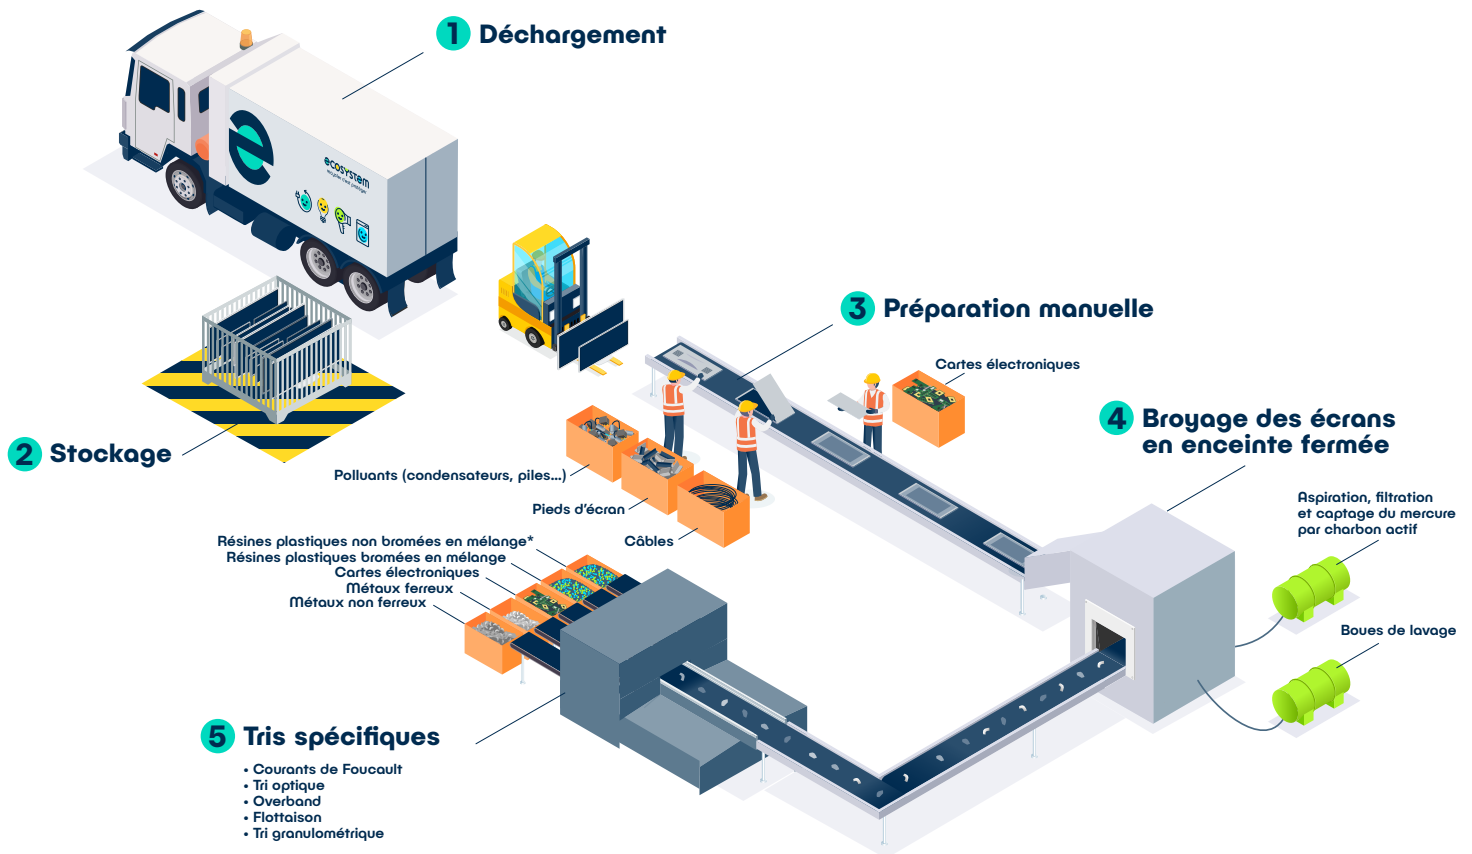 1 Déchargement
ecosystem
recycler c'est protéger
3 Préparation manuelle
Cartes électroniques
4 Broyage des écrans
en enceinte fermée
2 Stockage
Polluants (condensateurs, piles...)
Pieds d'écran
Câbles
Aspiration, filtration
et captage du mercure
par charbon actif
Boues de lavage
Résines plastiques non bromées en mélange*
Résines plastiques bromées en mélange
Cartes électroniques
Métaux ferreux
Métaux non ferreux
5 Tris spécifiques
• Courants de Foucault
• Tri optique
• Overband
• Flottaison
• Tri granulométrique